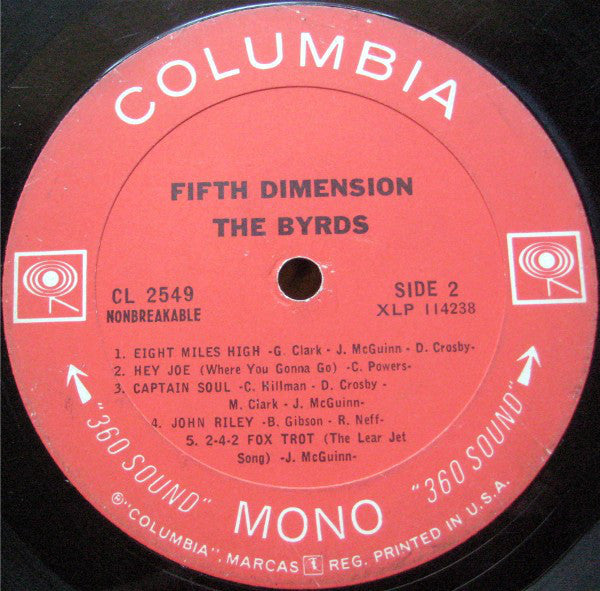 COLUMBIA
FIFTH DIMENSION
THE BYRDS
CL 2549
NONBREAKABLE
SIDE 2
XLP 114238
1. EIGHT MILES HIGH -G. Clark - J. McGuinn - D. Crosby-
2. HEY JOE (Where You Gonna Go) -C. Powers-
3. CAPTAIN SOUL -C. Killman - D. Crosby -
M. Clark - J. McGuinn-
4. JOHN RILEY -B. Gibson - R. Neff-
5. 2-4-2 FOX TROT (The Lear Jet
Song) -J. McGuinn-
"360 SOUND"
MONO
"360 SOUND"
®"COLUMBIA", MARCAS REG. PRINTED IN U.S.A.